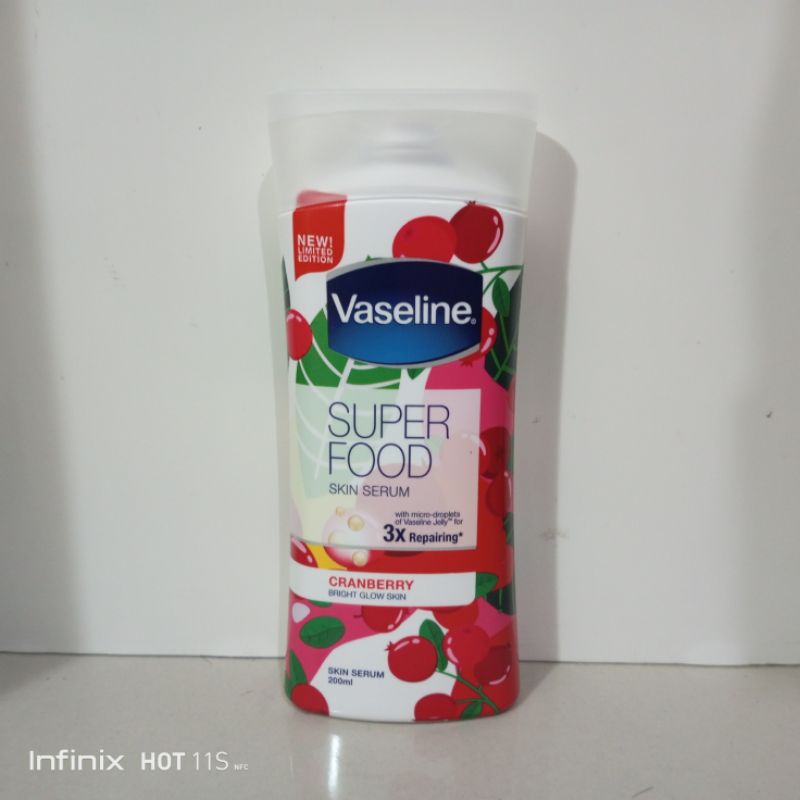 NEW!
LIMITED
EDITION
Vaseline®
SUPER
FOOD
SKIN SERUM
with micro-droplets
of Vaseline Jelly™ for
3x Repairing*
CRANBERRY
BRIGHT GLOW SKIN
SKIN SERUM
200ml
Infinix HOT 11S NFC